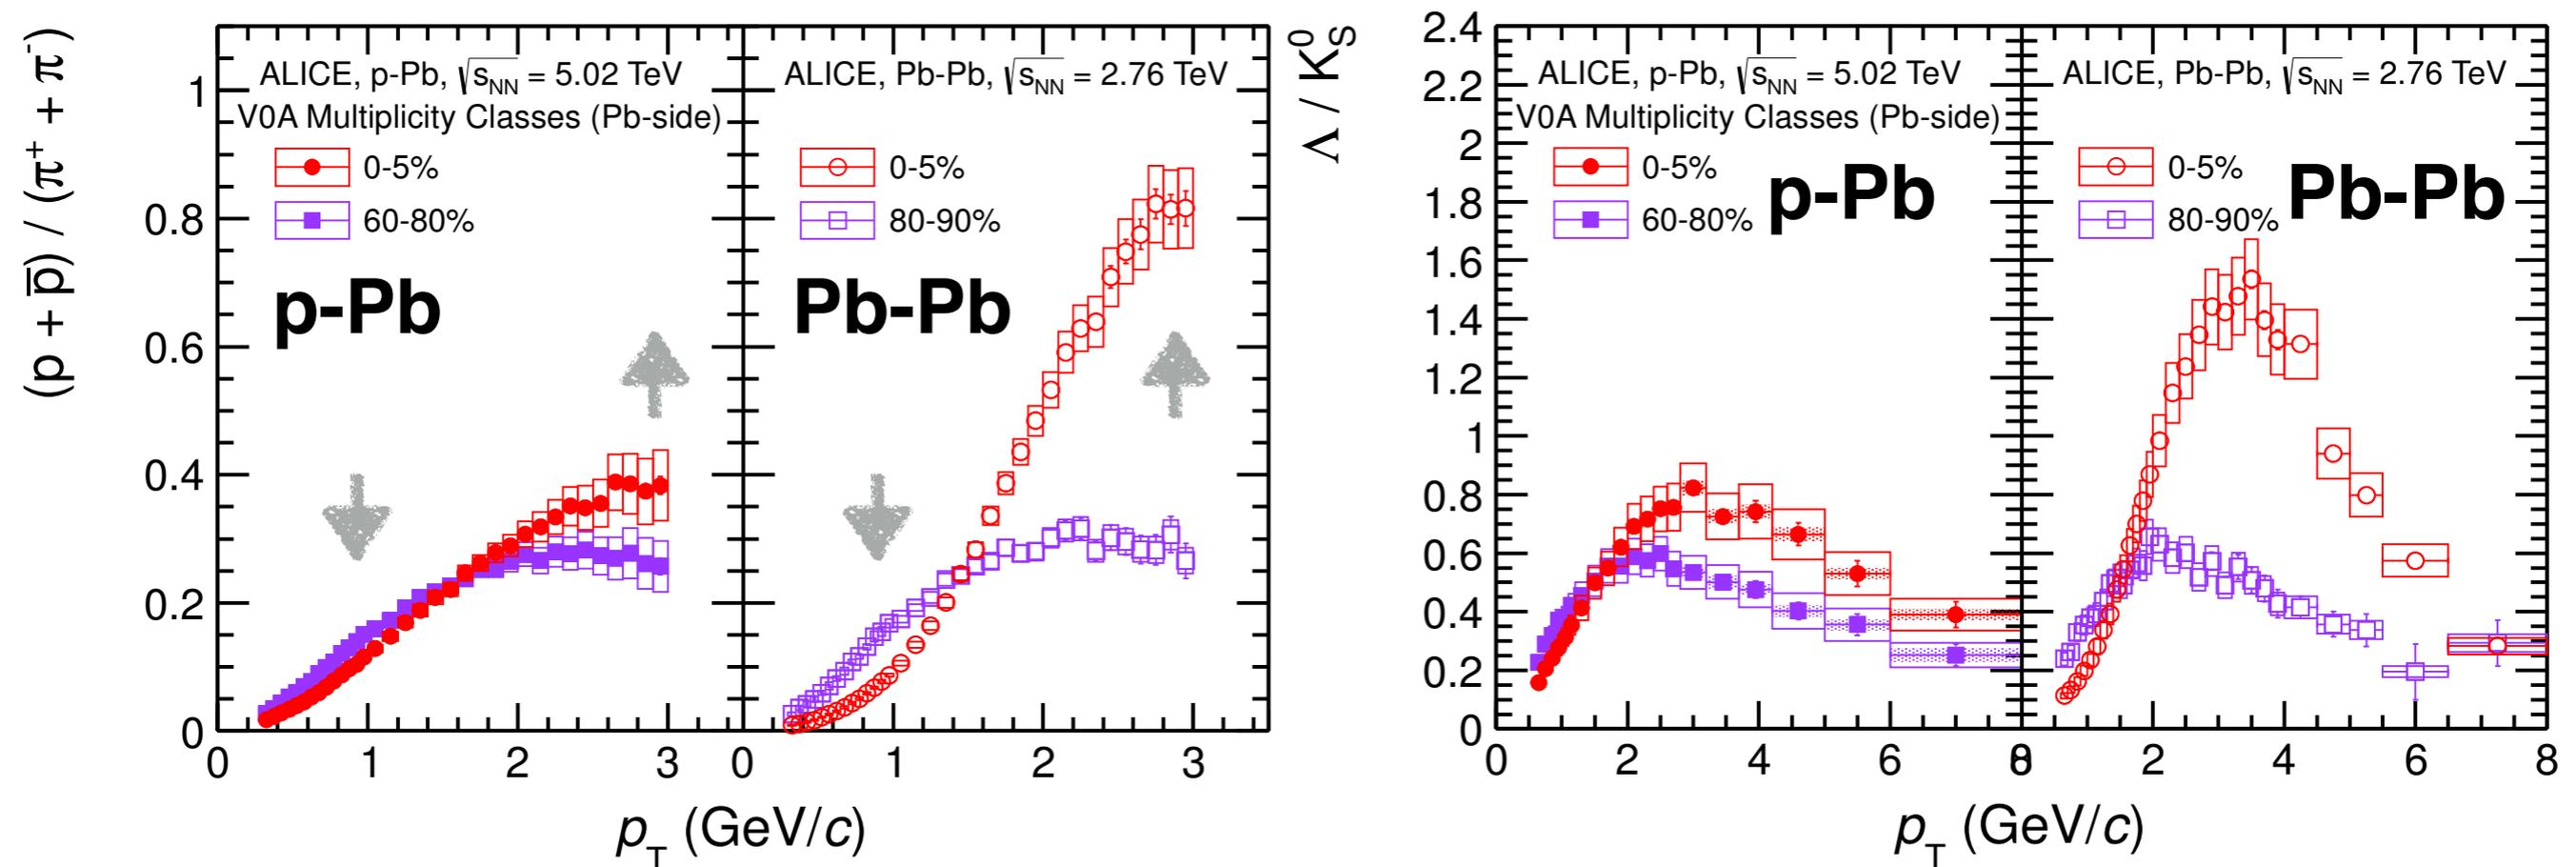 (p + p̅) / (π⁺ + π⁻)
ALICE, p-Pb, √sNN = 5.02 TeV
V0A Multiplicity Classes (Pb-side)
0-5%
60-80%
p-Pb
1
0.8
0.6
0.4
0.2
0
0 1 2 3
ALICE, Pb-Pb, √sNN = 2.76 TeV
0-5%
80-90%
Pb-Pb
0 1 2 3
pT (GeV/c)
Λ / K⁰S
ALICE, p-Pb, √sNN = 5.02 TeV
V0A Multiplicity Classes (Pb-side)
0-5%
60-80%
p-Pb
2.4
2.2
2
1.8
1.6
1.4
1.2
1
0.8
0.6
0.4
0.2
0
0 2 4 6 8
ALICE, Pb-Pb, √sNN = 2.76 TeV
0-5%
80-90%
Pb-Pb
0 2 4 6 8
pT (GeV/c)